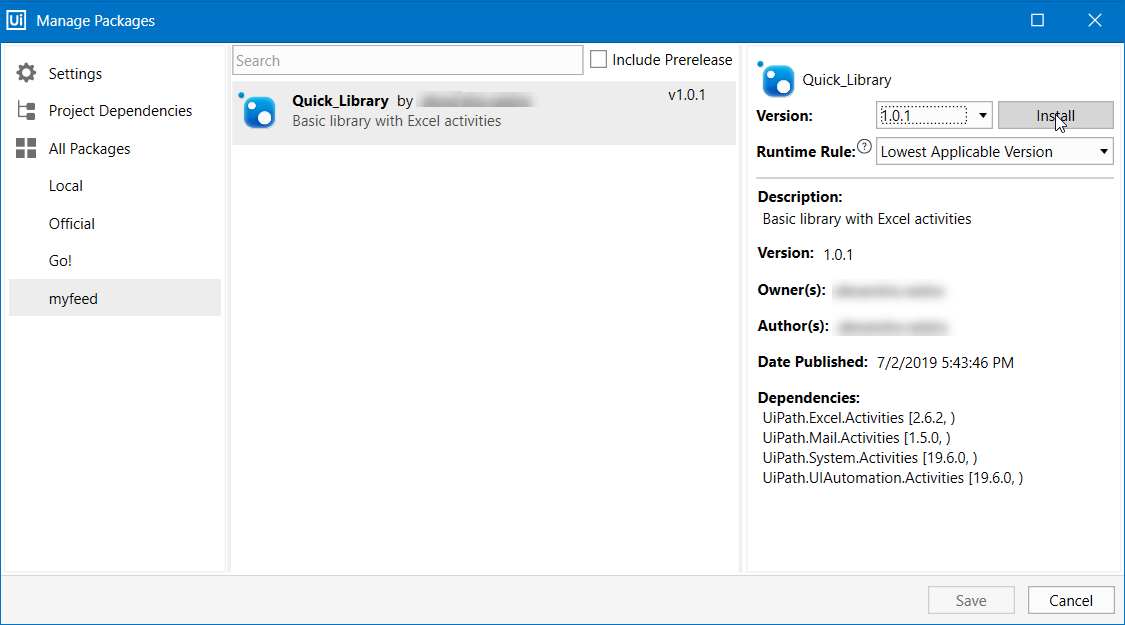 Ui Manage Packages
Settings
Project Dependencies
All Packages
Local
Official
Go!
myfeed
Search
Include Prerelease
Quick_Library by
v1.0.1
Basic library with Excel activities
Quick_Library
Version: 1.0.1 Install
Runtime Rule: ? Lowest Applicable Version
Description:
Basic library with Excel activities
Version: 1.0.1
Owner(s):
Author(s):
Date Published: 7/2/2019 5:43:46 PM
Dependencies:
UiPath.Excel.Activities [2.6.2, )
UiPath.Mail.Activities [1.5.0, )
UiPath.System.Activities [19.6.0, )
UiPath.UIAutomation.Activities [19.6.0, )
Save Cancel